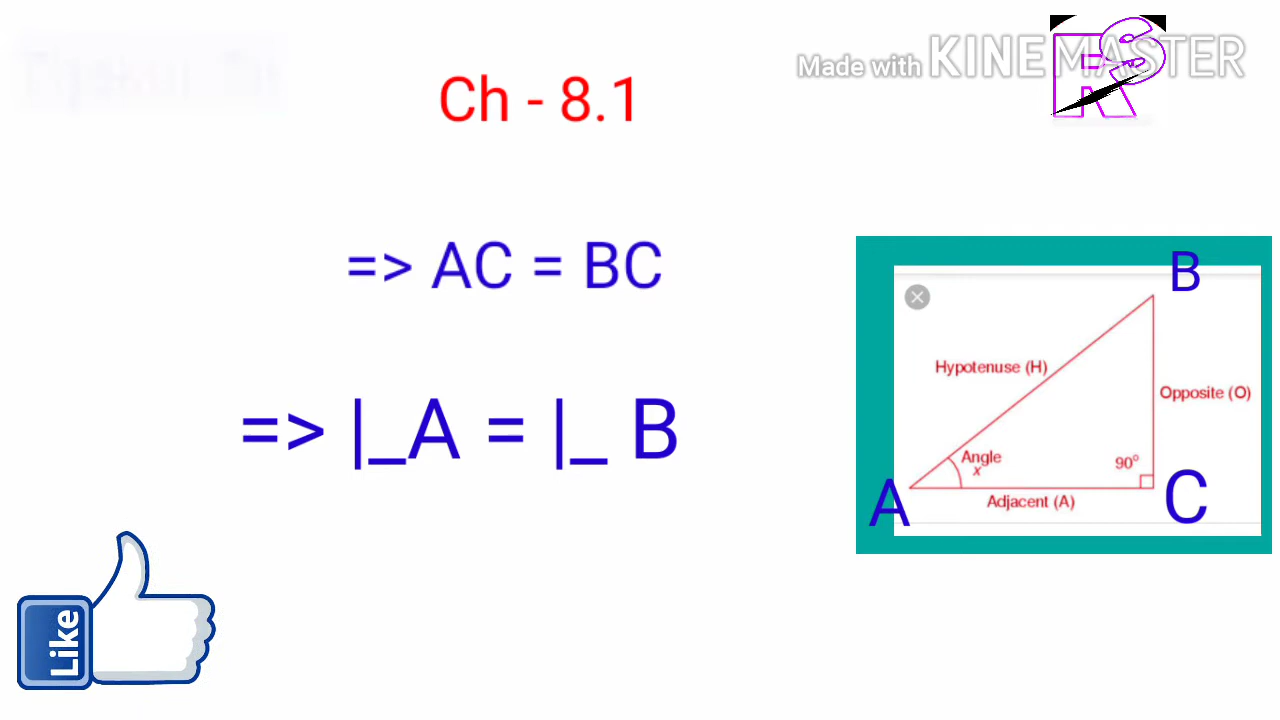 Made with KINEMASTER
Ch - 8.1
=> AC = BC
=> |_A = |_ B
B
Hypotenuse (H)
Opposite (O)
Angle
x
90°
A
Adjacent (A)
C
Like